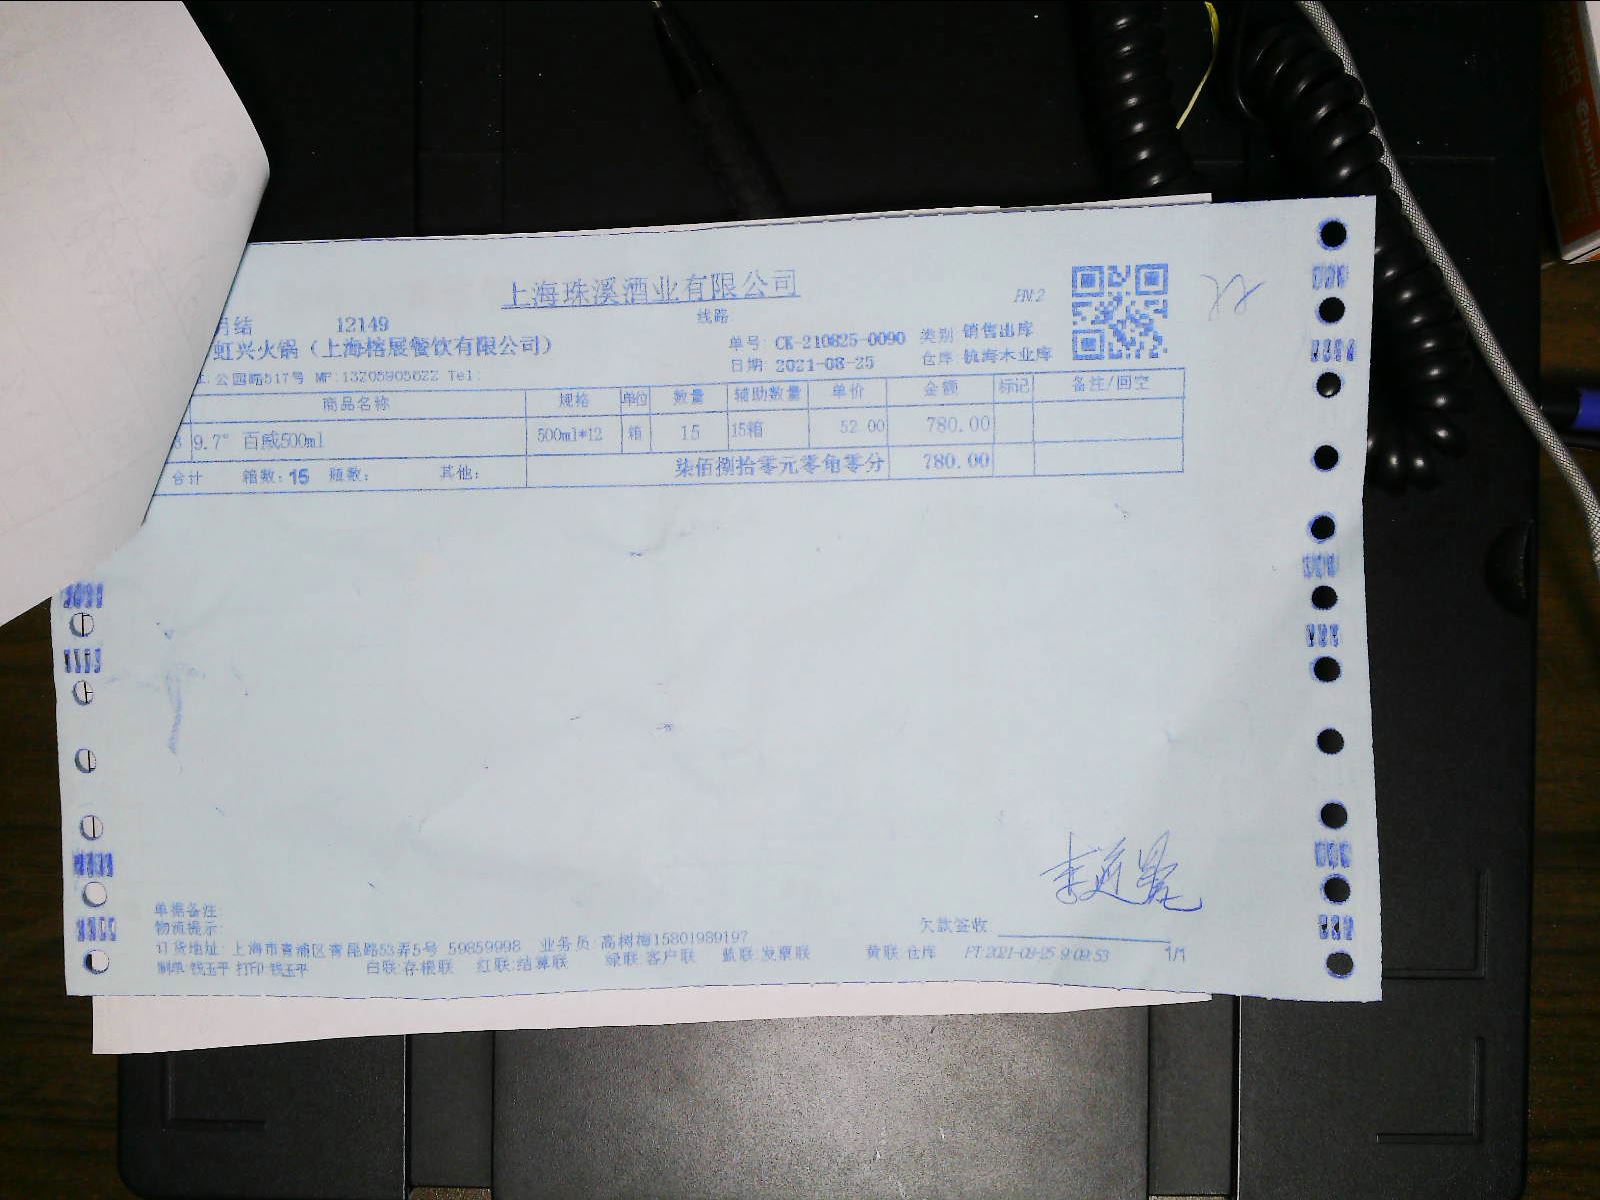 上海珠溪酒业有限公司
PN:2
线路
月结 12149
虹兴火锅（上海榕展餐饮有限公司）
单号: CK-210825-0090 类别: 销售出库
日期: 2021-08-25 仓库: 杭海木业库
公园路517号 MP:13205905622 Tel:
商品名称 规格 单位 数量 辅助数量 单价 金额 标记 备注/回空
9.7° 百威500ml 500ml*12 箱 15 15箱 52.00 780.00
合计 箱数: 15 瓶数: 其他: 柒佰捌拾零元零角零分 780.00
单据备注:
物流提示:
欠款签收
订货地址: 上海市青浦区青昆路53弄5号 59859998 业务员: 高树梅15801989197
制单:钱玉平 打印:钱玉平 白联:存根联 红联:结算联 绿联:客户联 蓝联:发票联 黄联:仓库 PT:2021-08-25 9:09:53 1/1